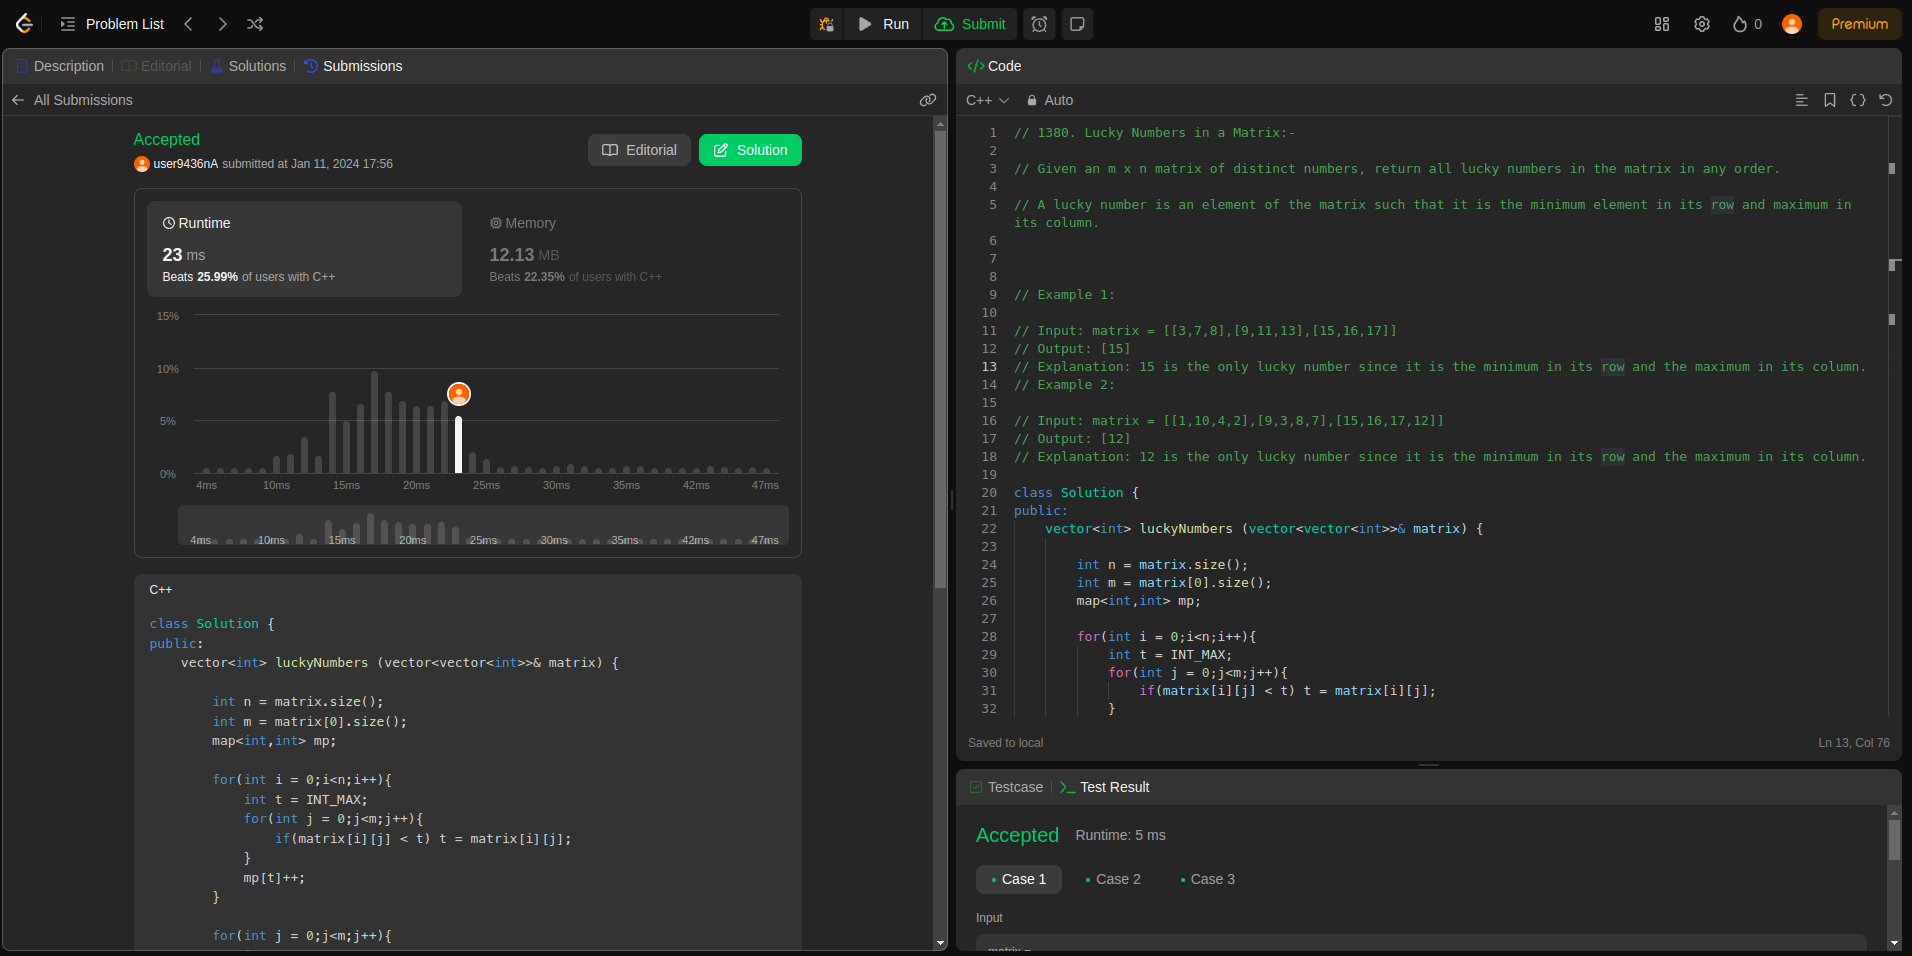 Problem List
Run
Submit
0
Premium
Description
Editorial
Solutions
Submissions
All Submissions
Accepted
user9436nA submitted at Jan 11, 2024 17:56
Editorial
Solution
Runtime
23 ms
Beats 25.99% of users with C++
Memory
12.13 MB
Beats 22.35% of users with C++
15%
10%
5%
0%
4ms 10ms 15ms 20ms 25ms 30ms 35ms 42ms 47ms
4ms 10ms 15ms 20ms 25ms 30ms 35ms 42ms 47ms
C++
class Solution {
public:
    vector<int> luckyNumbers (vector<vector<int>>& matrix) {
        int n = matrix.size();
        int m = matrix[0].size();
        map<int,int> mp;
        for(int i = 0;i<n;i++){
            int t = INT_MAX;
            for(int j = 0;j<m;j++){
                if(matrix[i][j] < t) t = matrix[i][j];
            }
            mp[t]++;
        }
        for(int j = 0;j<m;j++){
Code
C++
Auto
1 // 1380. Lucky Numbers in a Matrix:-
2
3 // Given an m x n matrix of distinct numbers, return all lucky numbers in the matrix in any order.
4
5 // A lucky number is an element of the matrix such that it is the minimum element in its row and maximum in
its column.
6
7
8
9 // Example 1:
10
11 // Input: matrix = [[3,7,8],[9,11,13],[15,16,17]]
12 // Output: [15]
13 // Explanation: 15 is the only lucky number since it is the minimum in its row and the maximum in its column.
14 // Example 2:
15
16 // Input: matrix = [[1,10,4,2],[9,3,8,7],[15,16,17,12]]
17 // Output: [12]
18 // Explanation: 12 is the only lucky number since it is the minimum in its row and the maximum in its column.
19
20 class Solution {
21 public:
22     vector<int> luckyNumbers (vector<vector<int>>& matrix) {
23
24         int n = matrix.size();
25         int m = matrix[0].size();
26         map<int,int> mp;
27
28         for(int i = 0;i<n;i++){
29             int t = INT_MAX;
30             for(int j = 0;j<m;j++){
31                 if(matrix[i][j] < t) t = matrix[i][j];
32             }
Saved to local
Ln 13, Col 76
Testcase
Test Result
Accepted
Runtime: 5 ms
Case 1
Case 2
Case 3
Input
matrix =